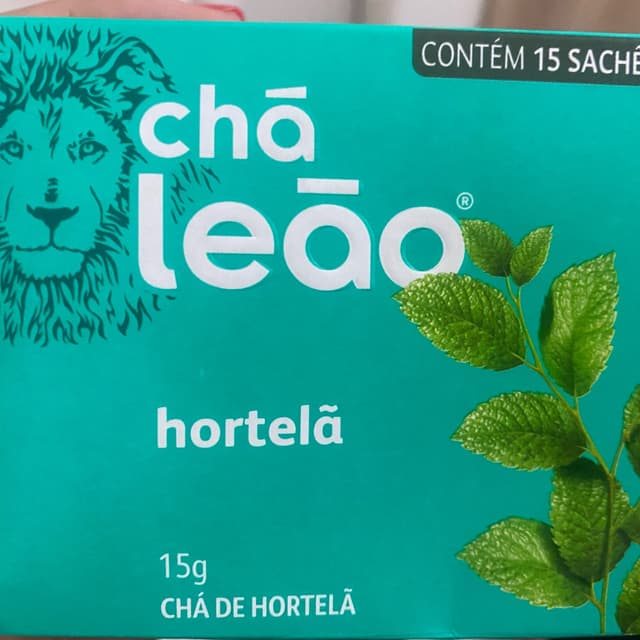 CONTÉM 15 SACHÊ
chá
leão®
hortelã
15g
CHÁ DE HORTELÃ